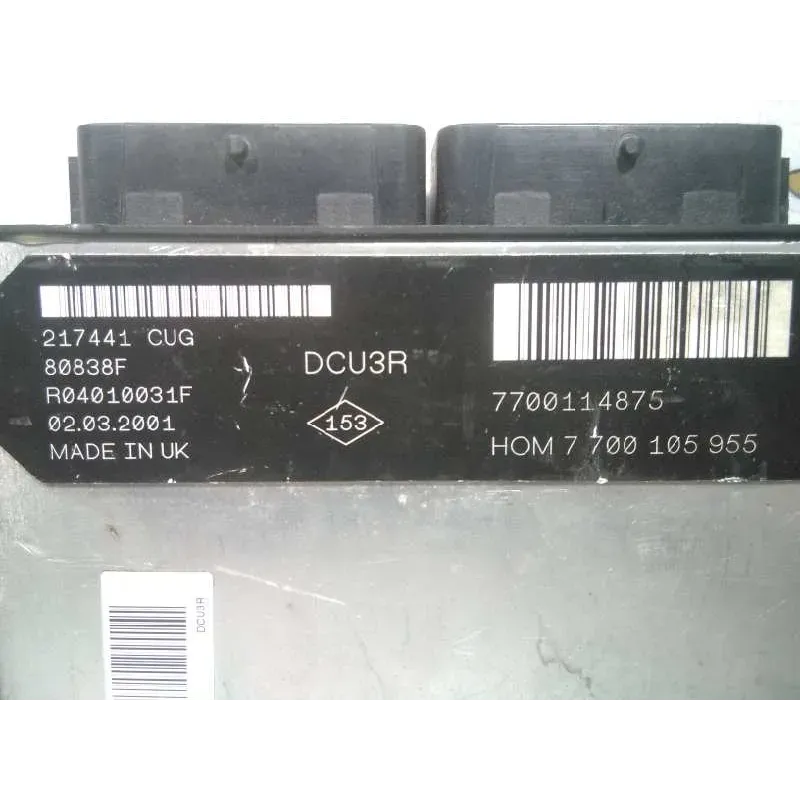 217441 CUG
80838F
R04010031F
02.03.2001
MADE IN UK
DCU3R
153
7700114875
HOM 7 700 105 955
DCU3R